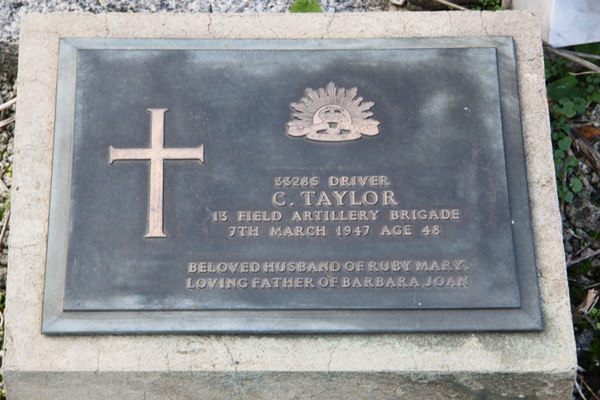 33285 DRIVER
C. TAYLOR
13 FIELD ARTILLERY BRIGADE
7TH MARCH 1947 AGE 48
BELOVED HUSBAND OF RUBY MARY.
LOVING FATHER OF BARBARA JOAN